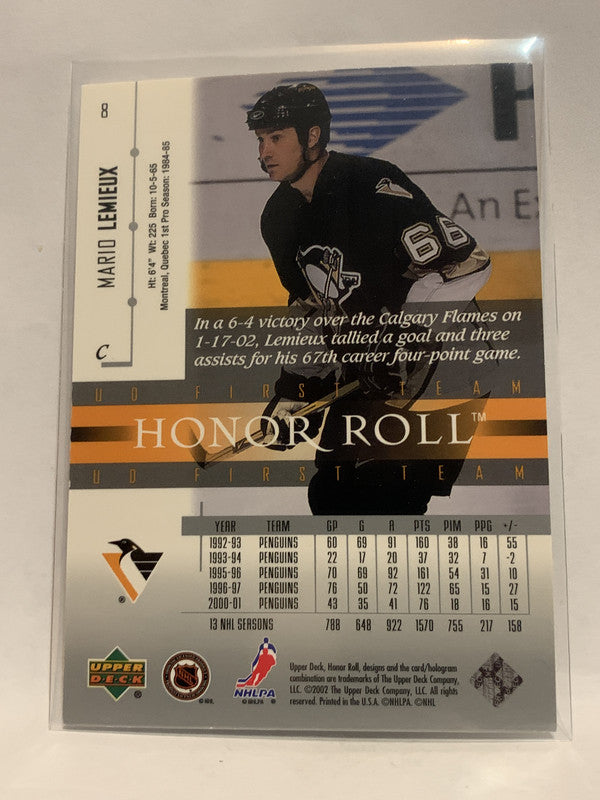 8
MARIO LEMIEUX
Ht: 6'4" Wt: 225 Born: 10-5-65
Montreal, Quebec 1st Pro Season: 1984-85
C
An Ex
66
In a 6-4 victory over the Calgary Flames on
1-17-02, Lemieux tallied a goal and three
assists for his 67th career four-point game.
UD FIRST TEAM
HONOR ROLL™
UD FIRST TEAM
YEAR TEAM GP G A PTS PIM PPG +/-
1992-93 PENGUINS 60 69 91 160 38 16 55
1993-94 PENGUINS 22 17 20 37 32 7 -2
1995-96 PENGUINS 70 69 92 161 54 31 10
1996-97 PENGUINS 76 50 72 122 65 15 27
2000-01 PENGUINS 43 35 41 76 18 16 15
13 NHL SEASONS 788 648 922 1570 755 217 158
UPPER
DECK
NHL
© NHL
NHLPA
Upper Deck, Honor Roll, designs and the card/hologram
combination are trademarks of The Upper Deck Company,
LLC. ©2002 The Upper Deck Company, LLC. All rights
reserved. Printed in the U.S.A. ©NHLPA. ©NHL